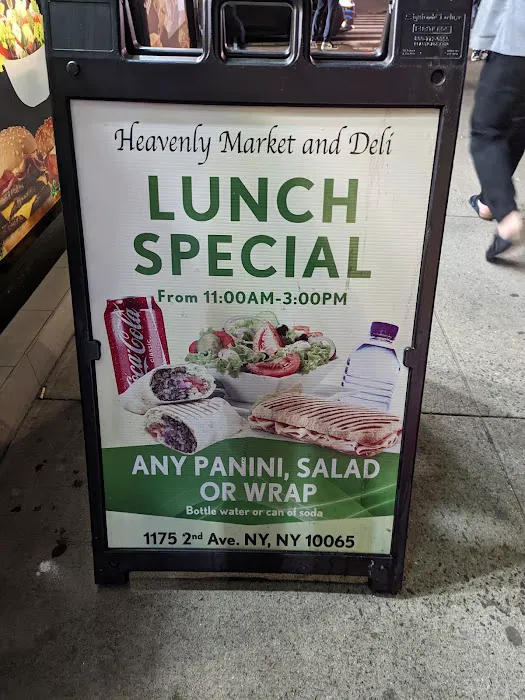 Heavenly Market and Deli
LUNCH
SPECIAL
From 11:00AM-3:00PM
Coca-Cola
CLASSIC
ANY PANINI, SALAD
OR WRAP
Bottle water or can of soda
1175 2nd Ave. NY, NY 10065